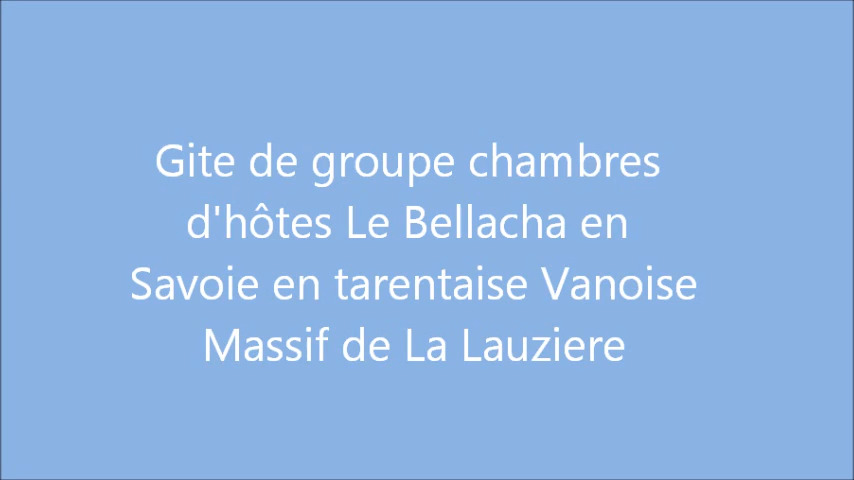 Gite de groupe chambres
d'hôtes Le Bellacha en
Savoie en tarentaise Vanoise
Massif de La Lauziere